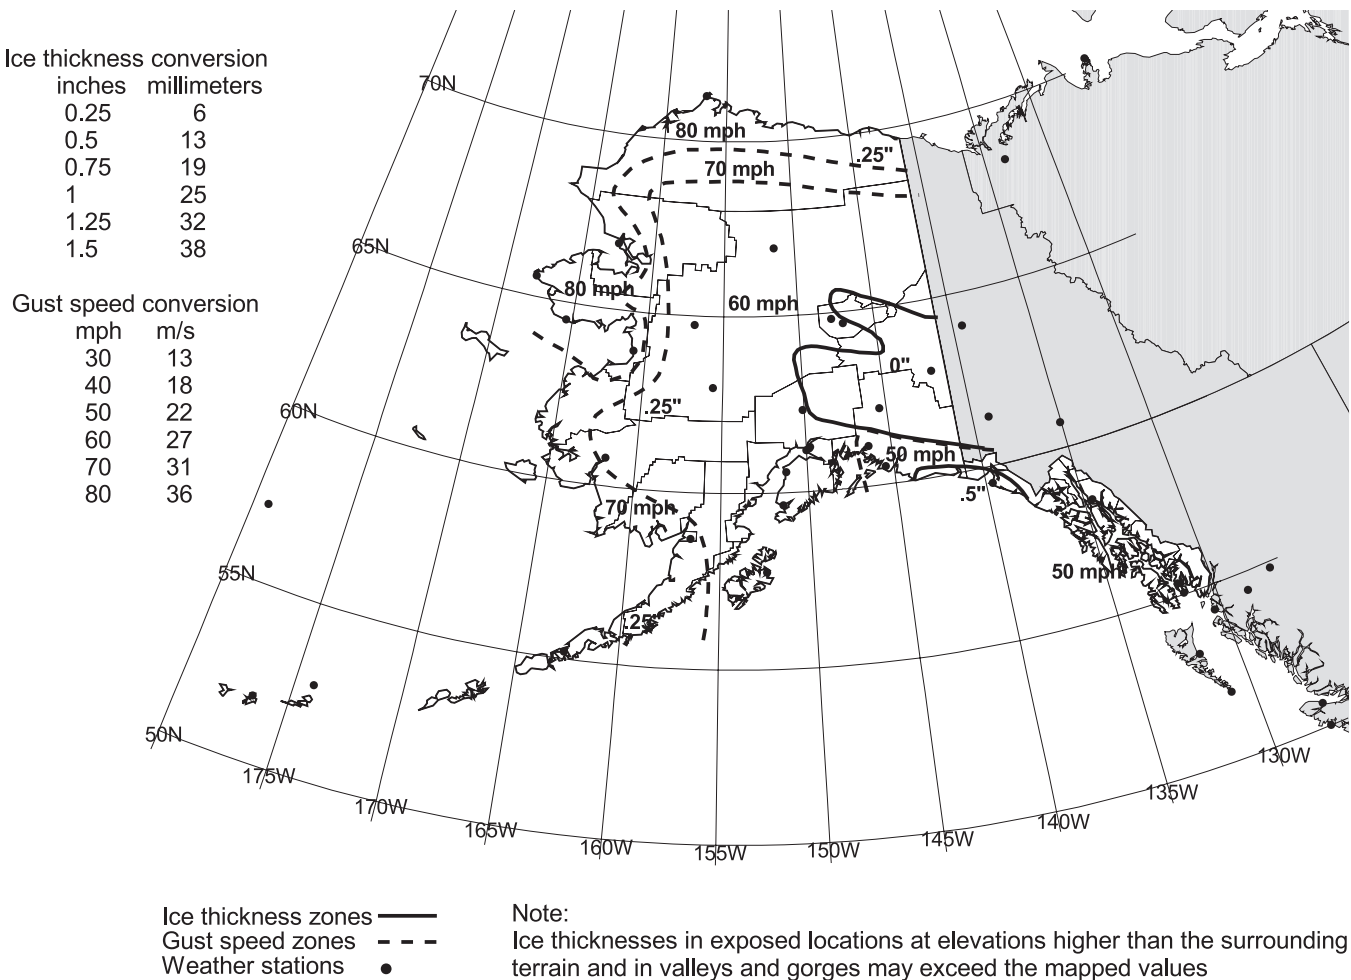 Ice thickness conversion
inches millimeters
0.25 6
0.5 13
0.75 19
1 25
1.25 32
1.5 38
Gust speed conversion
mph m/s
30 13
40 18
50 22
60 27
70 31
80 36
70N
65N
60N
55N
50N
175W
170W
165W
160W
155W
150W
145W
140W
135W
130W
80 mph
.25"
70 mph
80 mph
60 mph
0"
.25"
50 mph
.5"
70 mph
50 mph
.25"
Ice thickness zones
Gust speed zones
Weather stations
Note:
Ice thicknesses in exposed locations at elevations higher than the surrounding
terrain and in valleys and gorges may exceed the mapped values